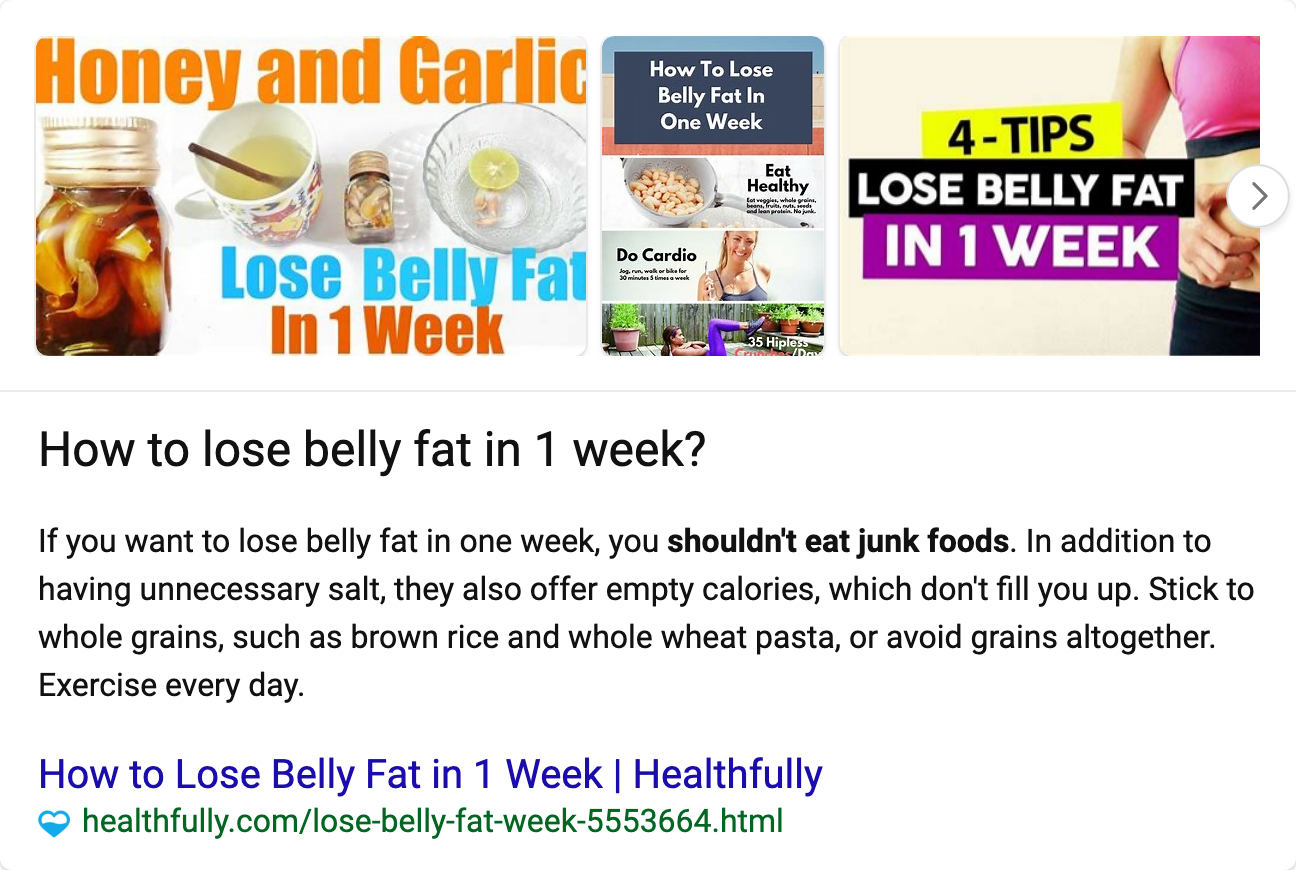 Honey and Garlic
Lose Belly Fat
In 1 Week
How To Lose
Belly Fat In
One Week
Eat
Healthy
Eat veggies, whole grains,
beans, fruits, nuts, seeds
and lean protein. No junk.
Do Cardio
Jog, run, walk or bike for
30 minutes 5 times a week
35 Hipless
Crunches/Day
4-TIPS
LOSE BELLY FAT
IN 1 WEEK
How to lose belly fat in 1 week?
If you want to lose belly fat in one week, you shouldn't eat junk foods. In addition to
having unnecessary salt, they also offer empty calories, which don't fill you up. Stick to
whole grains, such as brown rice and whole wheat pasta, or avoid grains altogether.
Exercise every day.
How to Lose Belly Fat in 1 Week | Healthfully
healthfully.com/lose-belly-fat-week-5553664.html